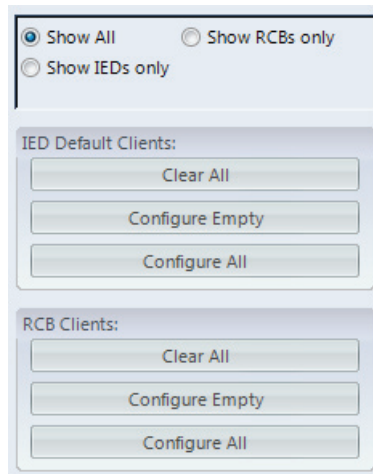 Show All Show RCBs only
Show IEDs only
IED Default Clients:
Clear All
Configure Empty
Configure All
RCB Clients:
Clear All
Configure Empty
Configure All